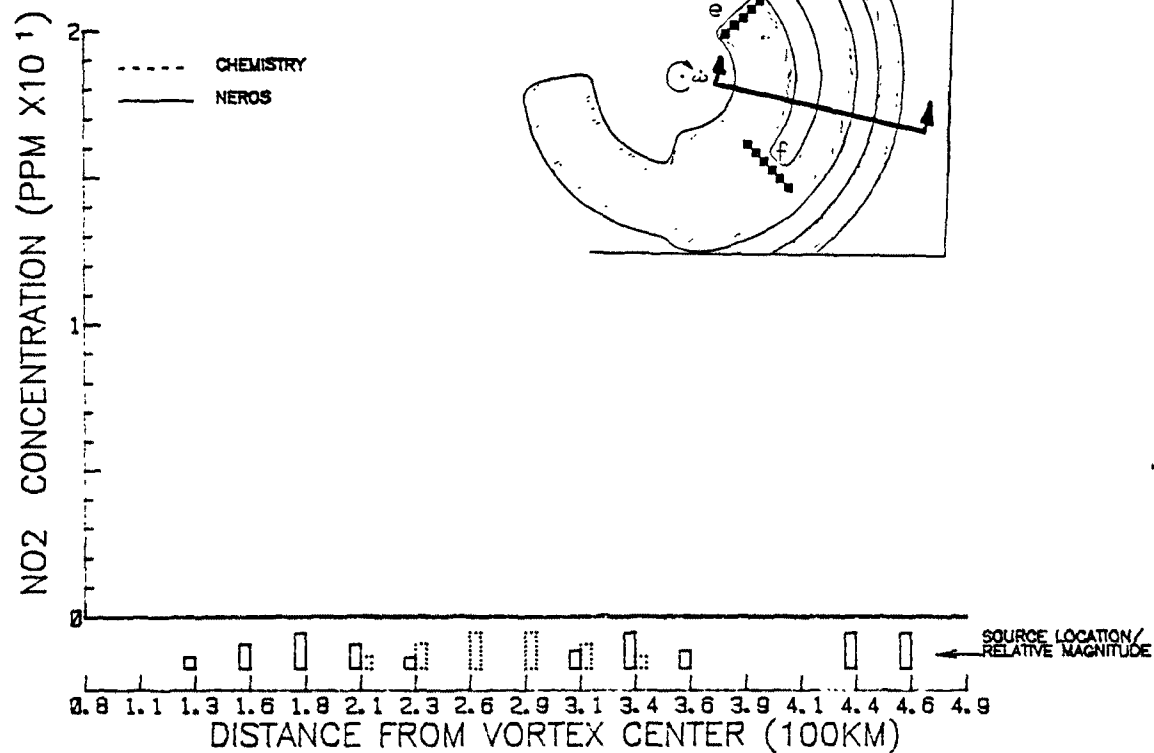 NO2 CONCENTRATION (PPM X10 1)
2
1
0
CHEMISTRY
NEROS
e
ω
f
SOURCE LOCATION/
RELATIVE MAGNITUDE
0.8 1.1 1.3 1.6 1.8 2.1 2.3 2.6 2.9 3.1 3.4 3.6 3.9 4.1 4.4 4.6 4.9
DISTANCE FROM VORTEX CENTER (100KM)